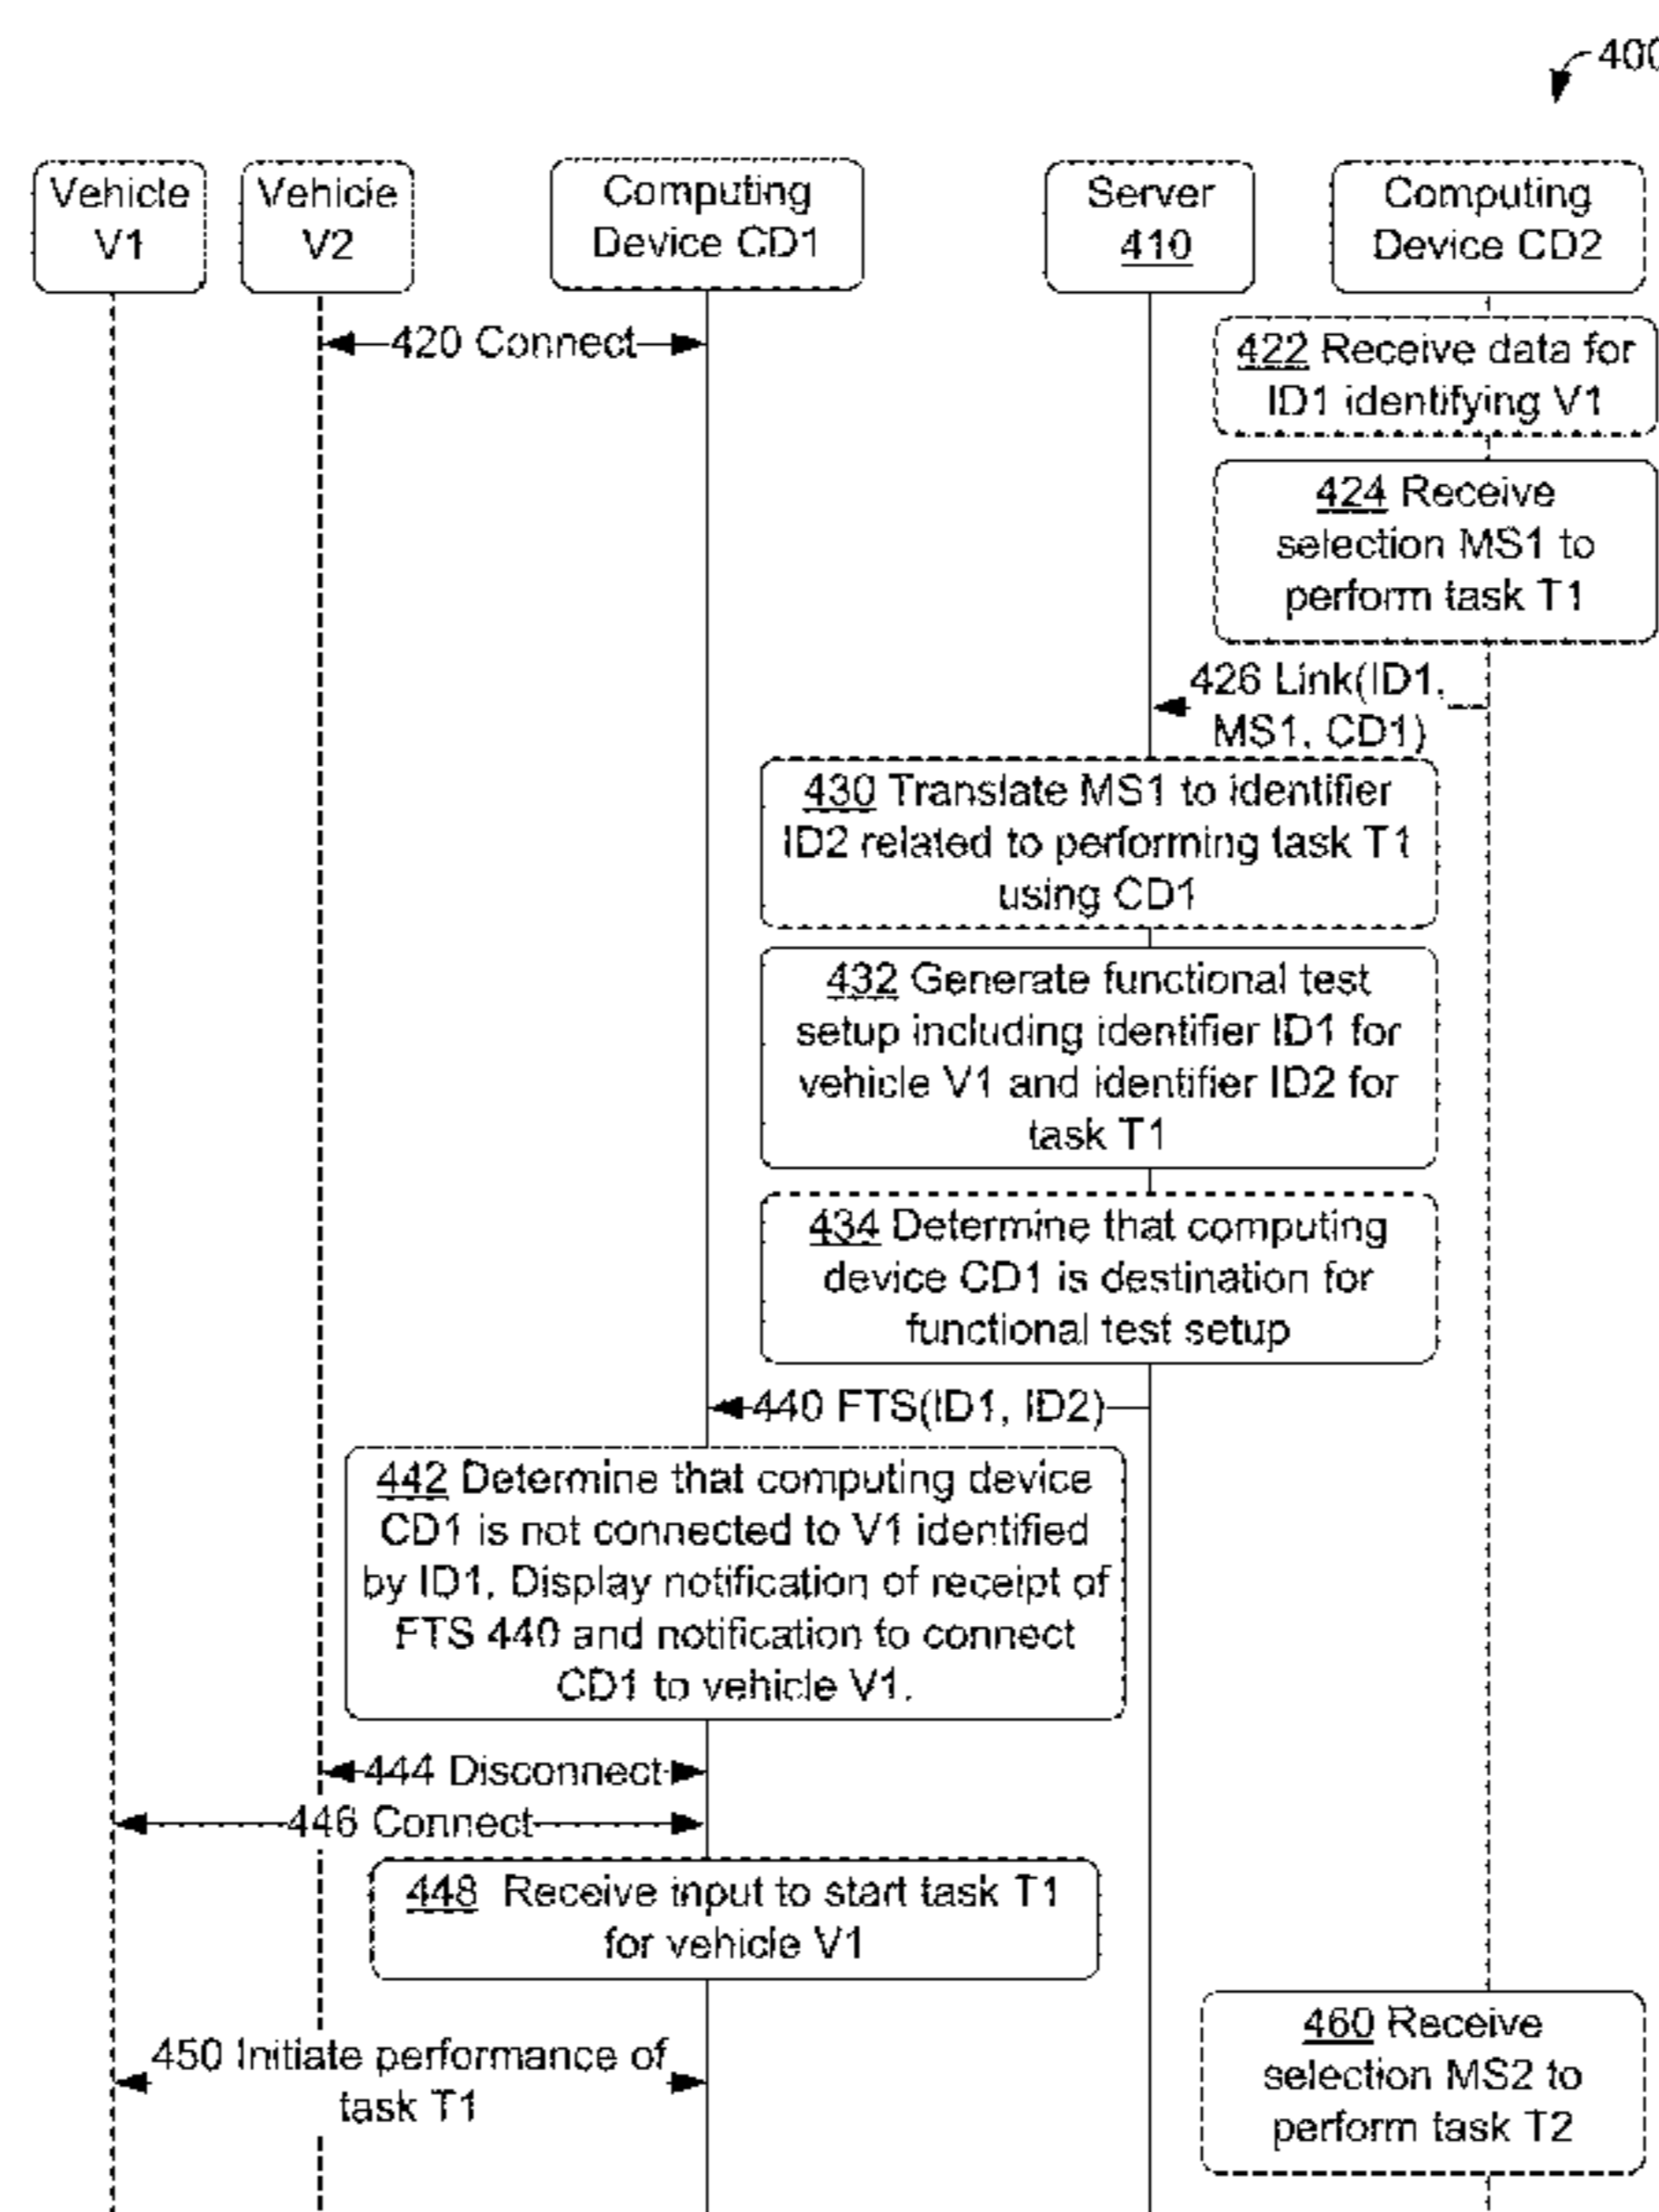 400
Vehicle
V1
Vehicle
V2
Computing
Device CD1
Server
410
Computing
Device CD2
420 Connect
422 Receive data for
ID1 identifying V1
424 Receive
selection MS1 to
perform task T1
426 Link(ID1,
MS1, CD1)
430 Translate MS1 to identifier
ID2 related to performing task T1
using CD1
432 Generate functional test
setup including identifier ID1 for
vehicle V1 and identifier ID2 for
task T1
434 Determine that computing
device CD1 is destination for
functional test setup
440 FTS(ID1, ID2)
442 Determine that computing device
CD1 is not connected to V1 identified
by ID1. Display notification of receipt of
FTS 440 and notification to connect
CD1 to vehicle V1.
444 Disconnect
446 Connect
448 Receive input to start task T1
for vehicle V1
450 Initiate performance of
task T1
460 Receive
selection MS2 to
perform task T2